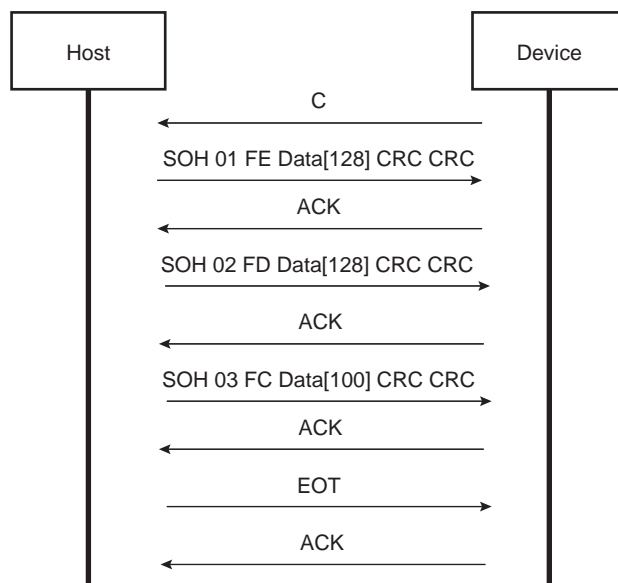 Host
Device
C
SOH 01 FE Data[128] CRC CRC
ACK
SOH 02 FD Data[128] CRC CRC
ACK
SOH 03 FC Data[100] CRC CRC
ACK
EOT
ACK